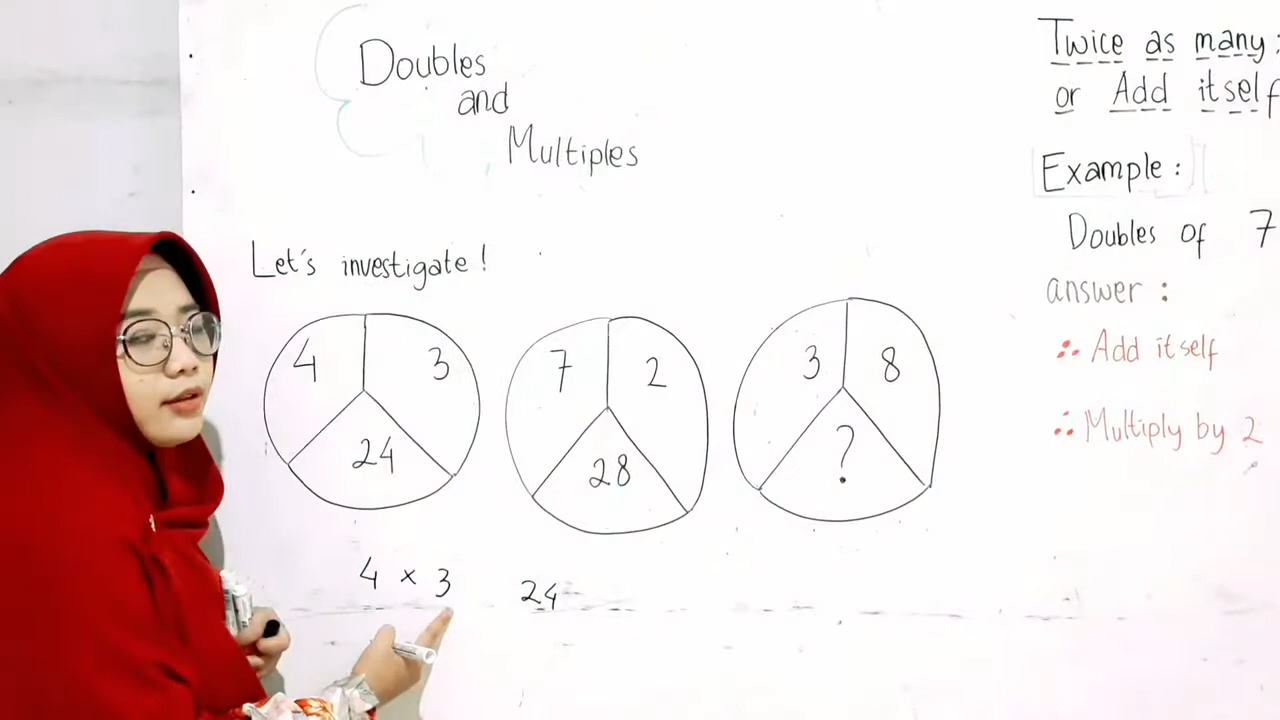 Doubles
and
Multiples
Let's investigate!
4 3
24
7 2
28
3 8
?
4 × 3 24
Twice as many:
or Add itself
Example:
Doubles of 7
answer:
∴ Add itself
∴ Multiply by 2